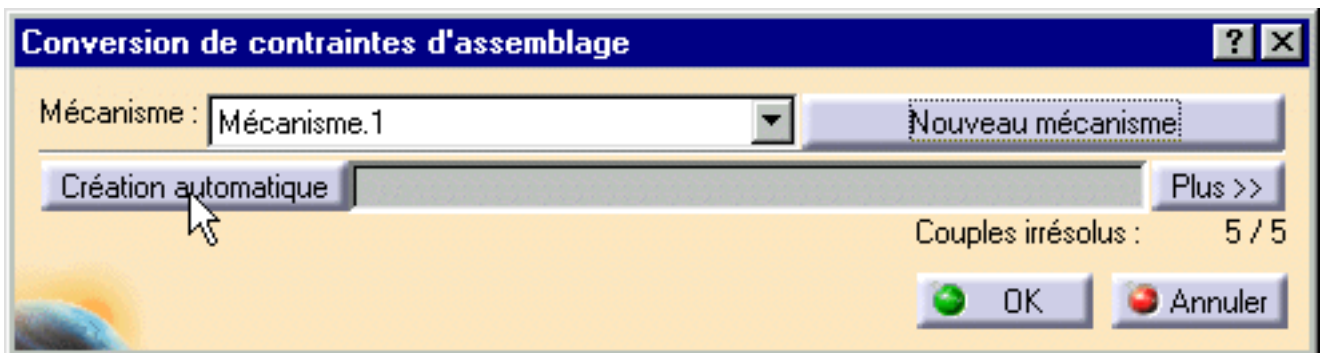 Conversion de contraintes d'assemblage ? X
Mécanisme : Mécanisme.1 Nouveau mécanisme
Création automatique Plus >>
Couples irrésolus : 5 / 5
OK Annuler